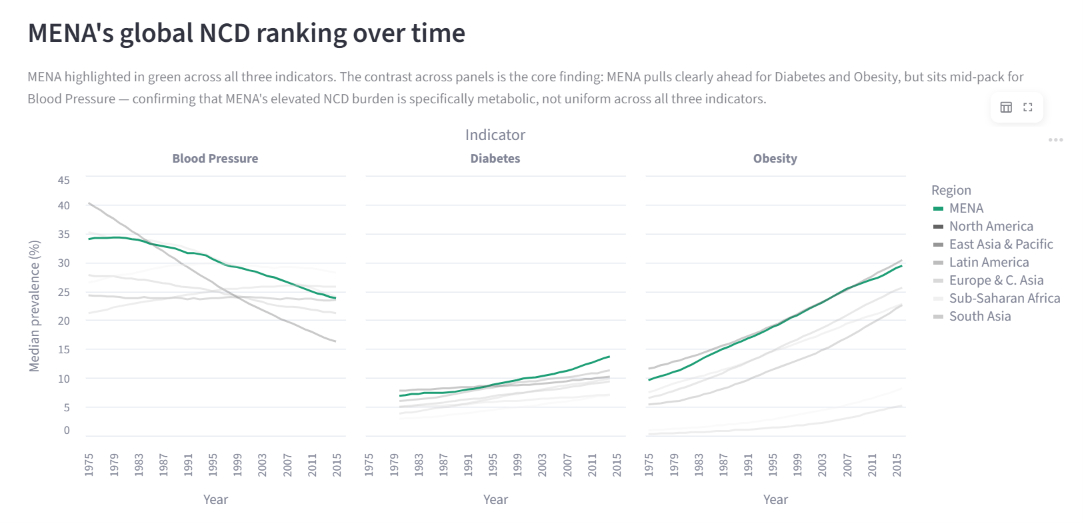 MENA's global NCD ranking over time
MENA highlighted in green across all three indicators. The contrast across panels is the core finding: MENA pulls clearly ahead for Diabetes and Obesity, but sits mid-pack for
Blood Pressure — confirming that MENA's elevated NCD burden is specifically metabolic, not uniform across all three indicators.
Indicator
Blood Pressure
Diabetes
Obesity
Median prevalence (%)
45
40
35
30
25
20
15
10
5
0
1975 1979 1983 1987 1991 1995 1999 2003 2007 2011 2015
1975 1979 1983 1987 1991 1995 1999 2003 2007 2011 2015
1975 1979 1983 1987 1991 1995 1999 2003 2007 2011 2015
Year
Year
Year
Region
MENA
North America
East Asia & Pacific
Latin America
Europe & C. Asia
Sub-Saharan Africa
South Asia